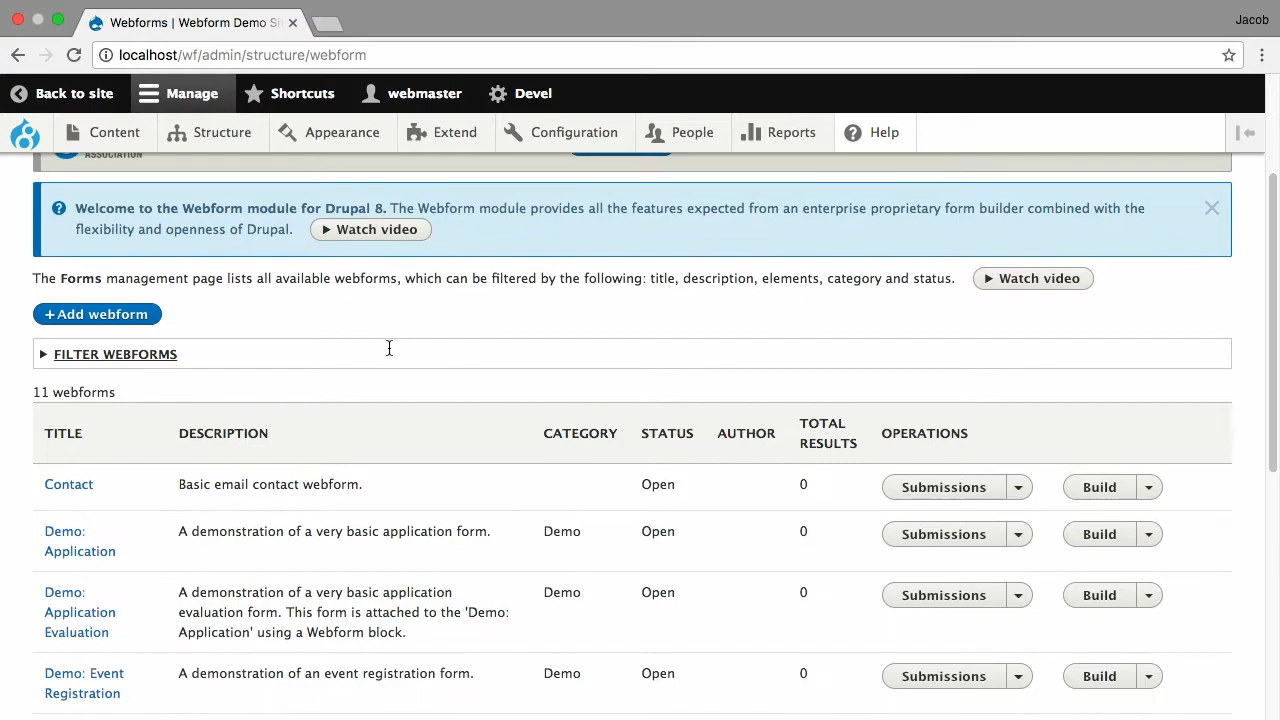 Webforms | Webform Demo Si
Jacob
localhost/wf/admin/structure/webform
Back to site Manage Shortcuts webmaster Devel
Content Structure Appearance Extend Configuration People Reports Help
ASSOCIATION
Welcome to the Webform module for Drupal 8. The Webform module provides all the features expected from an enterprise proprietary form builder combined with the
flexibility and openness of Drupal. Watch video
The Forms management page lists all available webforms, which can be filtered by the following: title, description, elements, category and status. Watch video
+ Add webform
FILTER WEBFORMS
11 webforms
TITLE DESCRIPTION CATEGORY STATUS AUTHOR TOTAL
RESULTS OPERATIONS
Contact Basic email contact webform. Open 0 Submissions Build
Demo: A demonstration of a very basic application form. Demo Open 0 Submissions Build
Application
Demo: A demonstration of a very basic application Demo Open 0 Submissions Build
Application evaluation form. This form is attached to the 'Demo:
Evaluation Application' using a Webform block.
Demo: Event A demonstration of an event registration form. Demo Open 0 Submissions Build
Registration